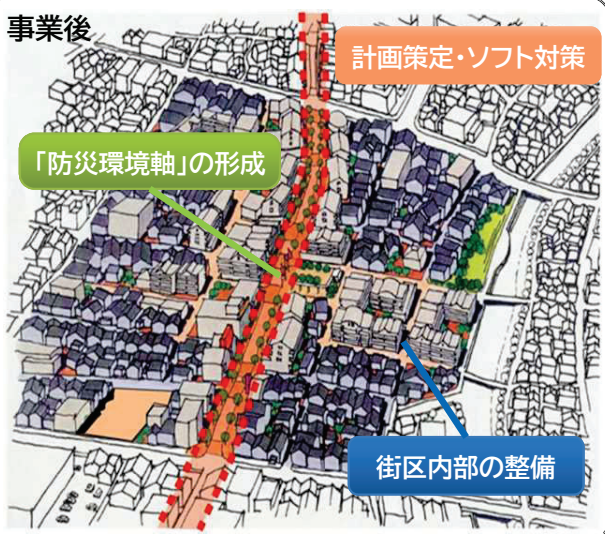 事業後
計画策定・ソフト対策
「防災環境軸」の形成
街区内部の整備